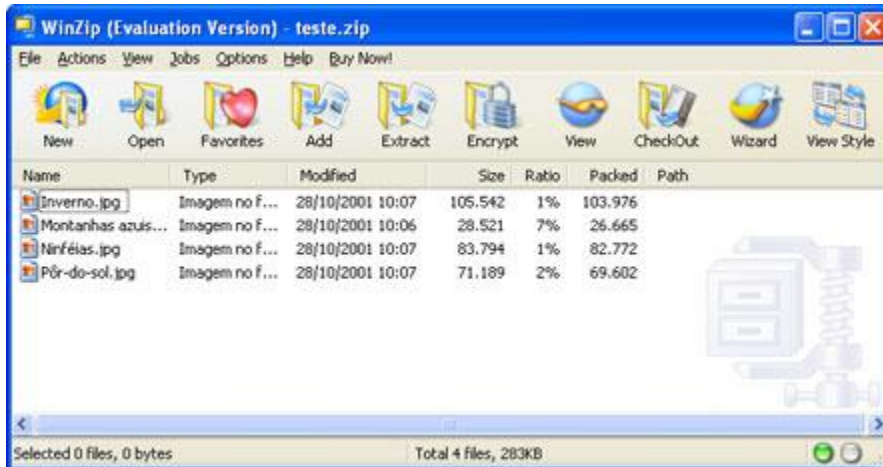 WinZip (Evaluation Version) - teste.zip
File Actions View Jobs Options Help Buy Now!
New Open Favorites Add Extract Encrypt View CheckOut Wizard View Style
Name Type Modified Size Ratio Packed Path
Inverno.jpg Imagem no f... 28/10/2001 10:07 105.542 1% 103.976
Montanhas azuis... Imagem no f... 28/10/2001 10:06 28.521 7% 26.665
Ninféias.jpg Imagem no f... 28/10/2001 10:07 83.794 1% 82.772
Pôr-do-sol.jpg Imagem no f... 28/10/2001 10:07 71.189 2% 69.602
Selected 0 files, 0 bytes Total 4 files, 283KB